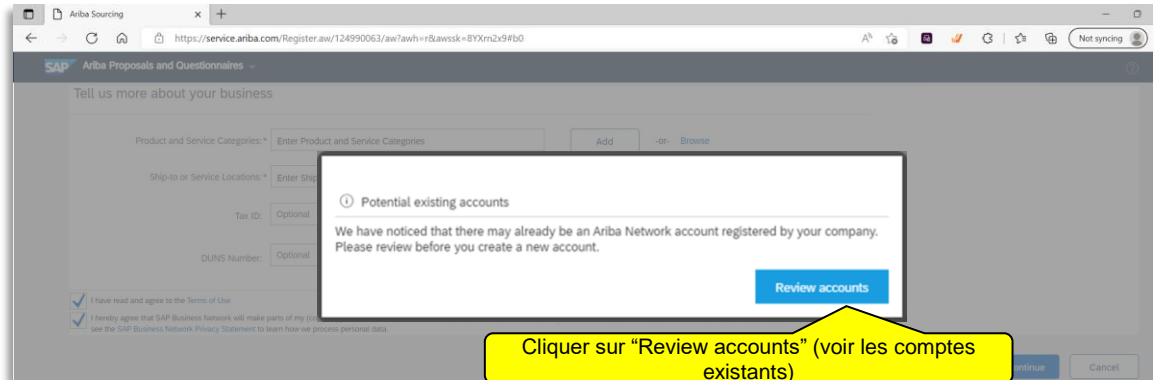 Ariba Sourcing
https://service.ariba.com/Register.aw/124990063/aw?awh=r&awssk=8YXrn2x9#b0
Not syncing
SAP Ariba Proposals and Questionnaires
Tell us more about your business
Product and Service Categories:* Enter Product and Service Categories Add -or- Browse
Ship-to or Service Locations:* Enter Ship
Tax ID: Optional
DUNS Number: Optional
Potential existing accounts
We have noticed that there may already be an Ariba Network account registered by your company.
Please review before you create a new account.
Review accounts
I have read and agree to the Terms of Use
I hereby agree that SAP Business Network will make parts of my (co
see the SAP Business Network Privacy Statement to learn how we process personal data.
Cliquer sur “Review accounts” (voir les comptes
existants)
ontinue Cancel